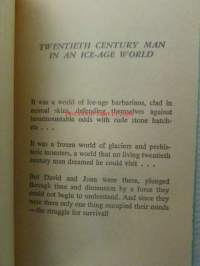 TWENTIETH CENTURY MAN
IN AN ICE-AGE WORLD
It was a world of ice-age barbarians, clad in
animal skins, defending themselves against
insurmountable odds with rude stone hatch-
ets . . .
It was a frozen world of glaciers and prehis-
toric monsters, a world that no living twentieth
century man dreamed he could visit . . .
But David and Joan were there, plunged
through time and dimension by a force they
could not begin to understand. And since they
were there only one thing occupied their minds
—the struggle for survival!